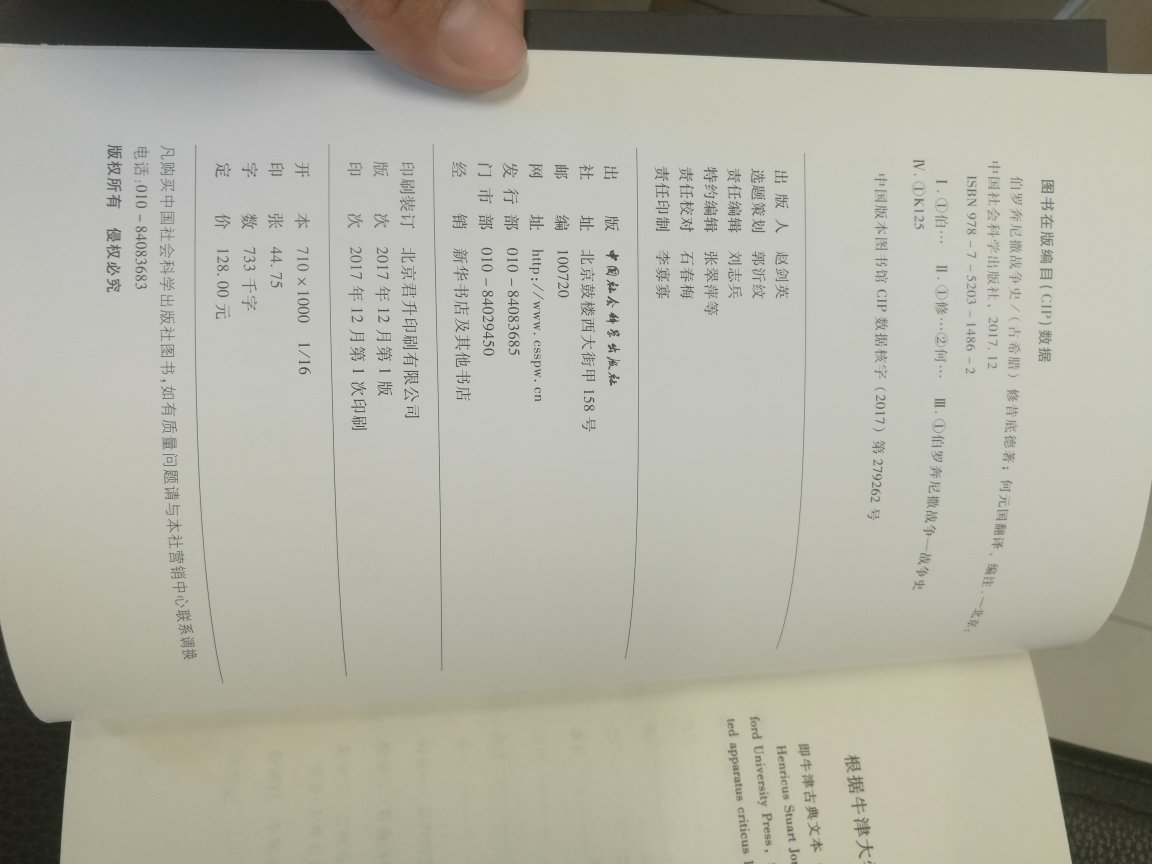 图书在版编目(CIP)数据
伯罗奔尼撒战争史/(古希腊)修昔底德著;何元国翻译、编注.—北京:
中国社会科学出版社,2017.12
ISBN 978-7-5203-1486-2
Ⅰ.①伯… Ⅱ.①修…②何… Ⅲ.①伯罗奔尼撒战争—战争史
Ⅳ.①K125
中国版本图书馆CIP数据核字(2017)第279262号
出版人 赵剑英
选题策划 郭沂纹
责任编辑 刘志兵
特约编辑 张翠萍等
责任校对 石春梅
责任印制 李寡寡
出版 中国社会科学出版社
社址 北京鼓楼西大街甲158号
邮编 100720
网址 http://www.csspw.cn
发行部 010-84083685
门市部 010-84029450
经销 新华书店及其他书店
印刷装订 北京君升印刷有限公司
版次 2017年12月第1版
印次 2017年12月第1次印刷
开本 710×1000 1/16
印张 44.75
字数 733千字
定价 128.00元
凡购买中国社会科学出版社图书,如有质量问题请与本社营销中心联系调换
电话:010-84083683
版权所有 侵权必究
根据牛津大
即牛津古典文本
Henricus Stuart Jo
ford University Press,
ted apparatus criticus